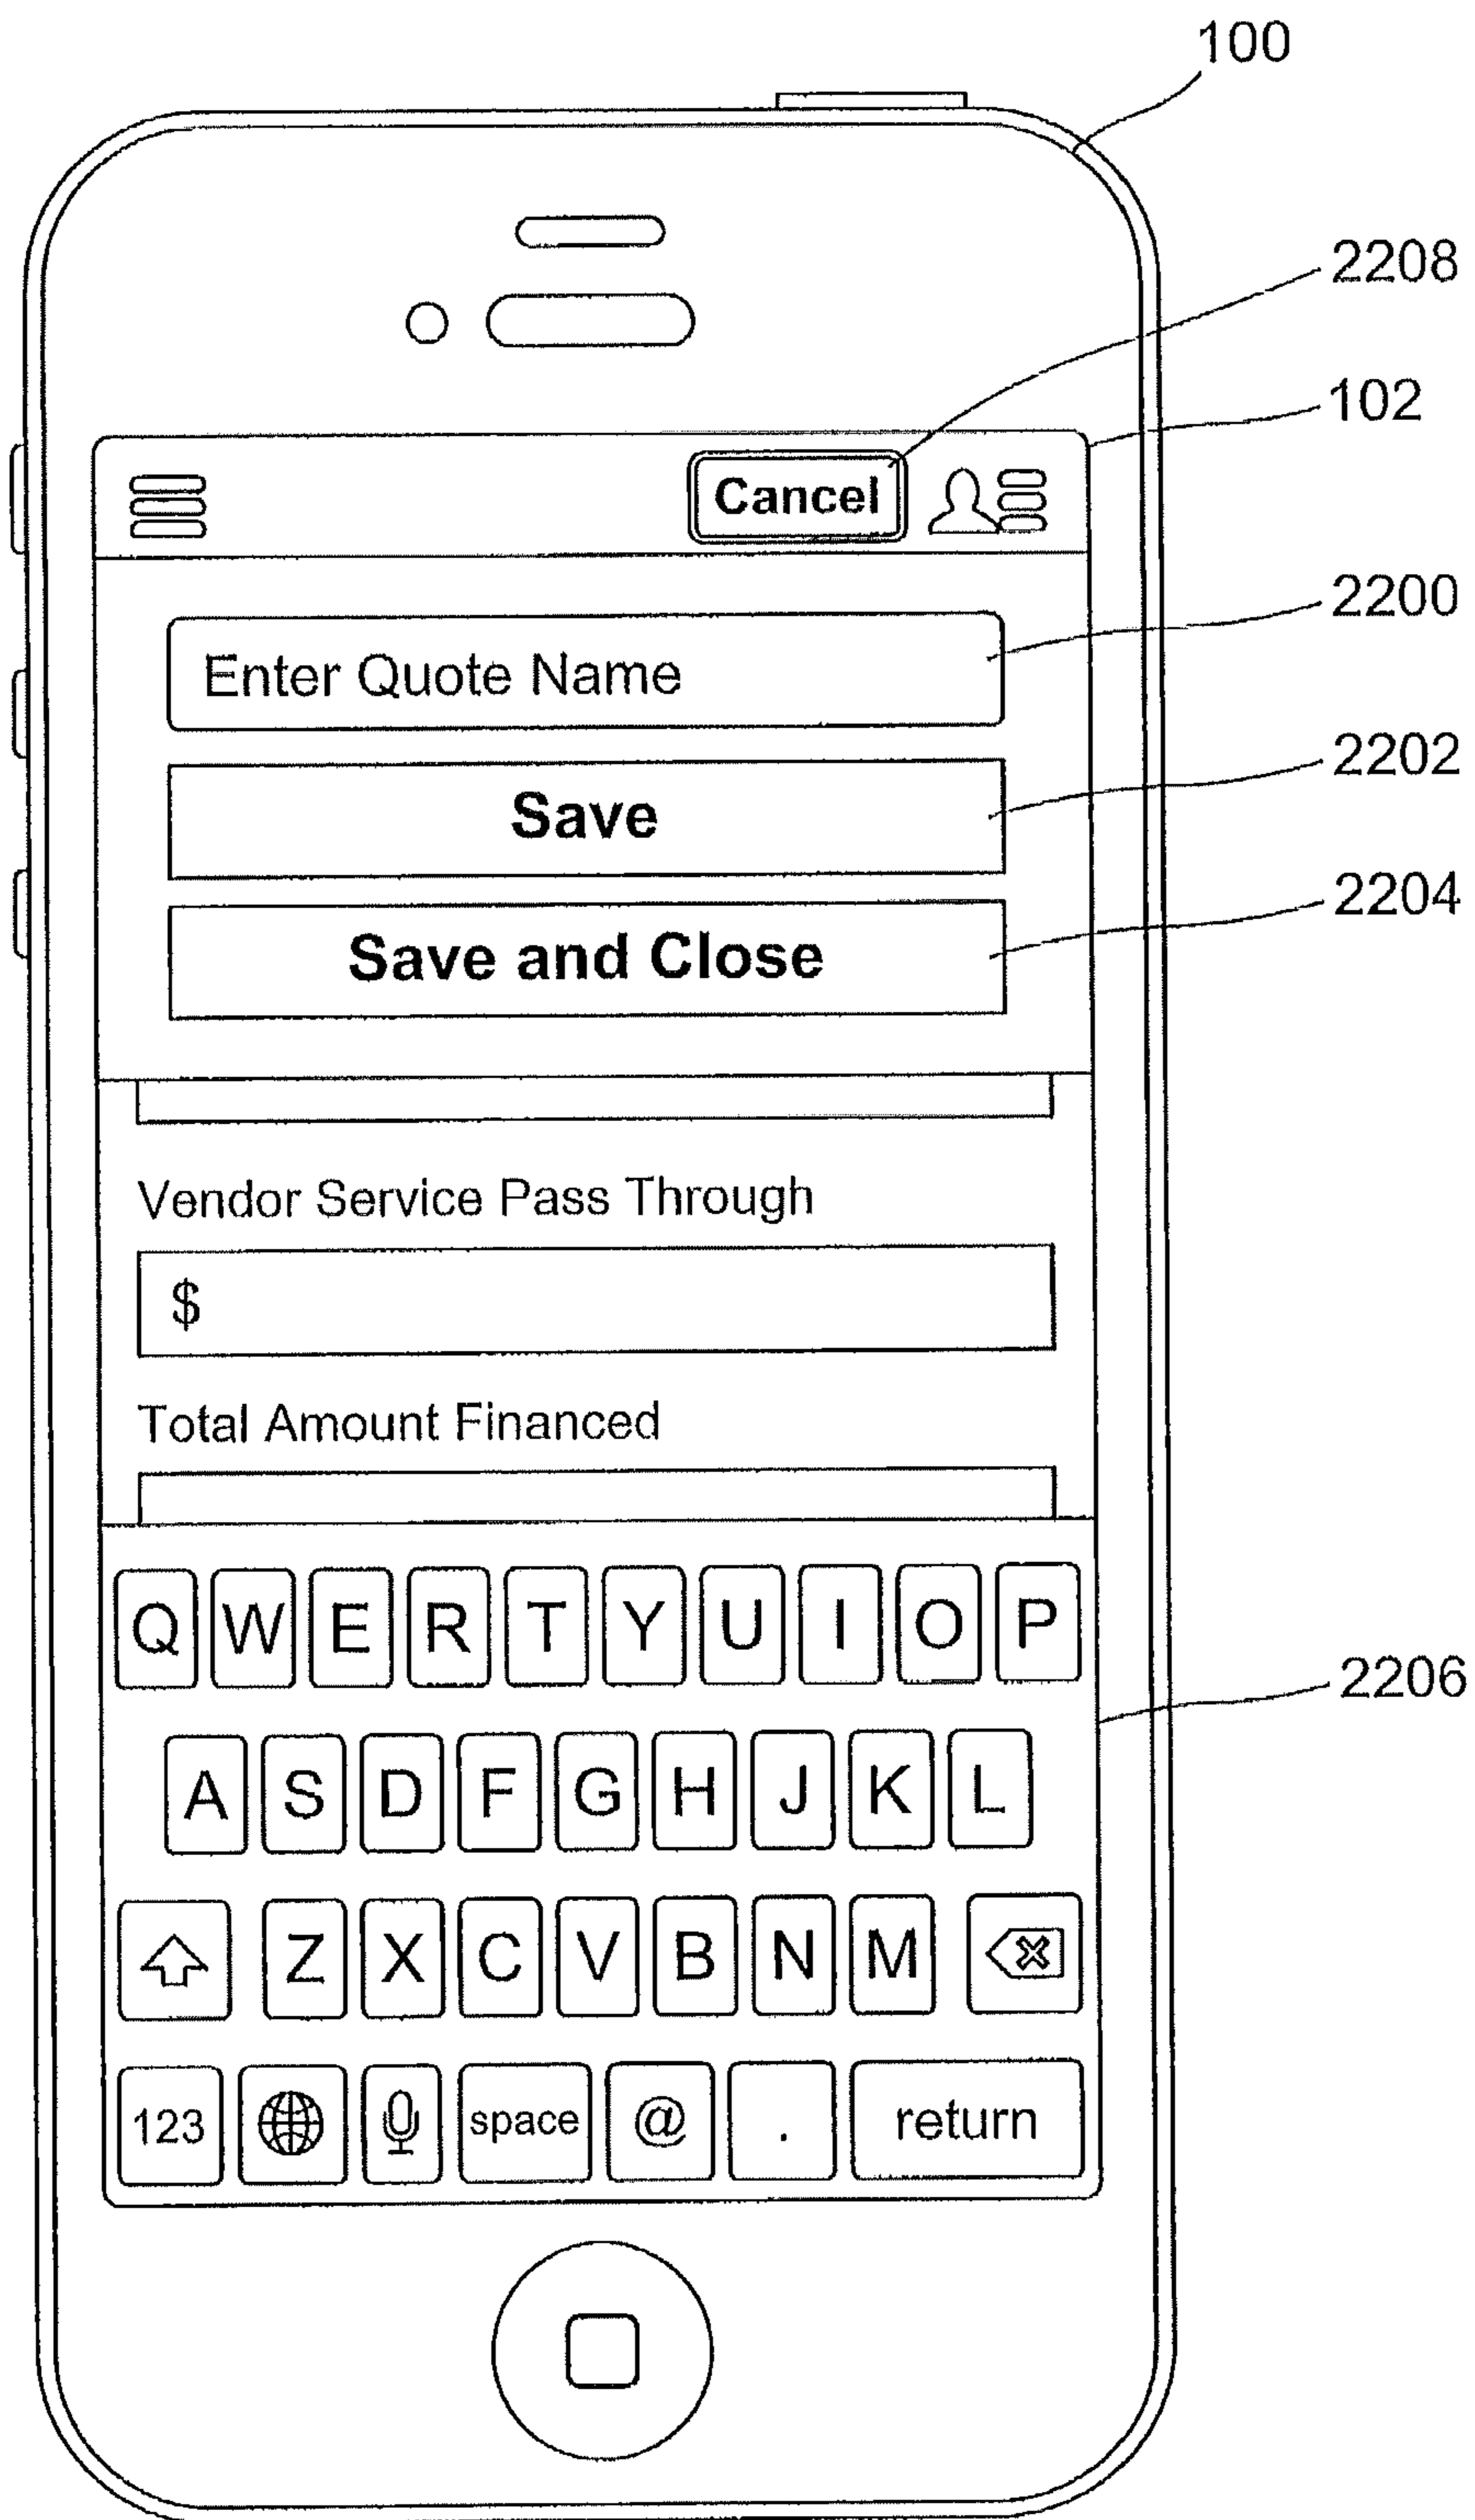 100
2208
102
Cancel
Enter Quote Name
2200
Save
2202
Save and Close
2204
Vendor Service Pass Through
$
Total Amount Financed
Q W E R T Y U I O P
2206
A S D F G H J K L
Z X C V B N M
123 space @ . return